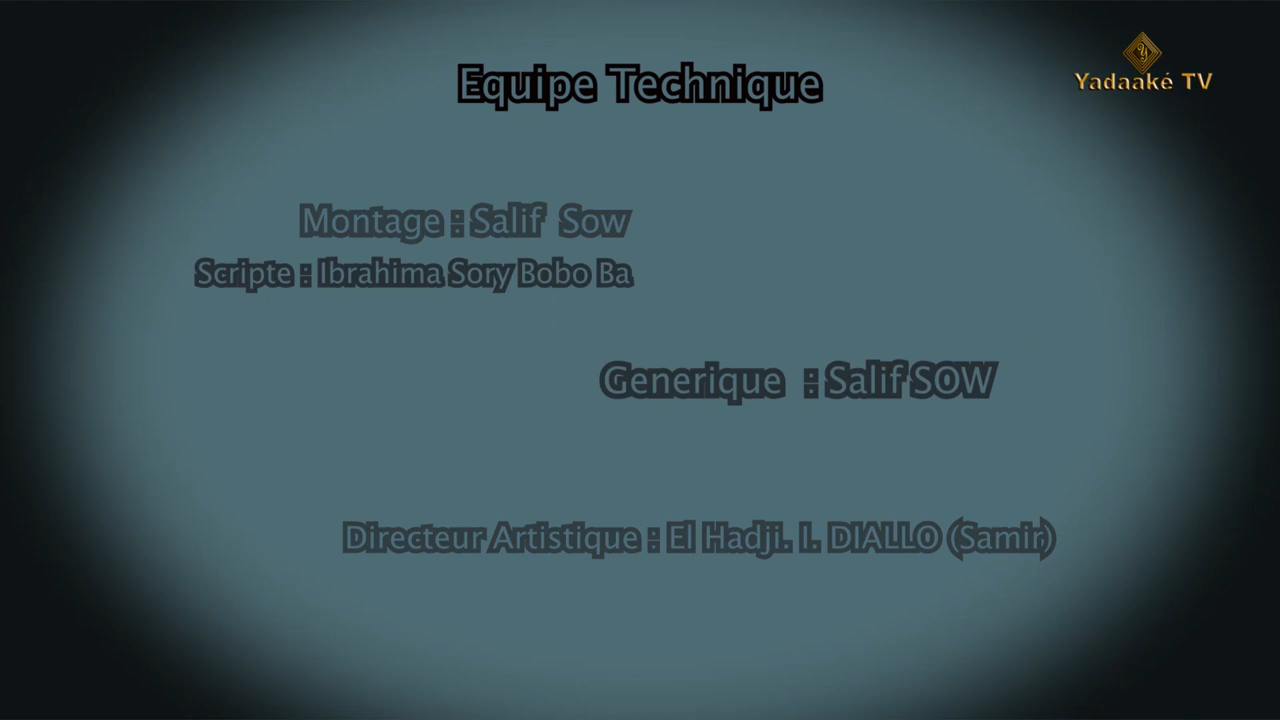 Equipe Technique
Yadaaké TV
Montage : Salif Sow
Scripte : Ibrahima Sory Bobo Ba
Generique : Salif SOW
Directeur Artistique : El Hadji. I. DIALLO (Samir)